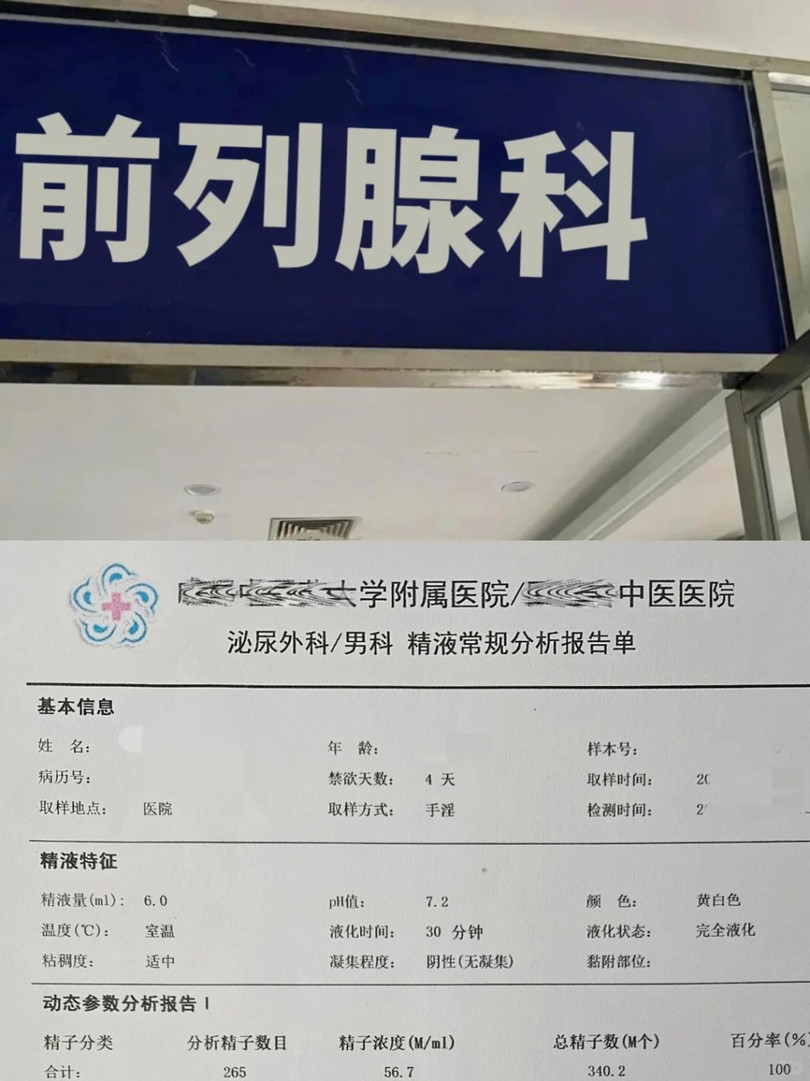 前列腺科
大学附属医院/中医医院
泌尿外科/男科 精液常规分析报告单
基本信息
姓 名: 年 龄: 样本号:
病历号: 禁欲天数: 4 天 取样时间: 20
取样地点: 医院 取样方式: 手淫 检测时间: 2
精液特征
精液量(ml): 6.0 pH值: 7.2 颜 色: 黄白色
温度(℃): 室温 液化时间: 30 分钟 液化状态: 完全液化
粘稠度: 适中 凝集程度: 阴性(无凝集) 黏附部位:
动态参数分析报告 I
精子分类 分析精子数目 精子浓度(M/ml) 总精子数(M个) 百分率(%)
合计: 265 56.7 340.2 100